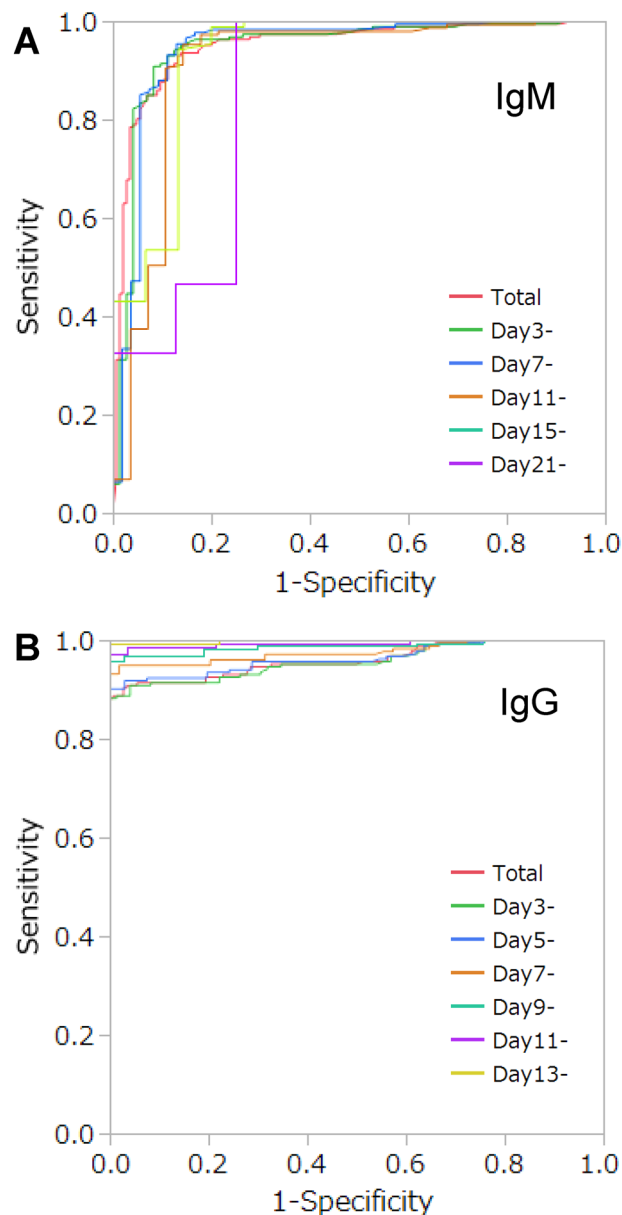 A
IgM
Sensitivity
1.0
0.8
0.6
0.4
0.2
0.0
Total
Day3-
Day7-
Day11-
Day15-
Day21-
0.0 0.2 0.4 0.6 0.8 1.0
1-Specificity
B
IgG
Sensitivity
1.0
0.8
0.6
0.4
0.2
0.0
Total
Day3-
Day5-
Day7-
Day9-
Day11-
Day13-
0.0 0.2 0.4 0.6 0.8 1.0
1-Specificity